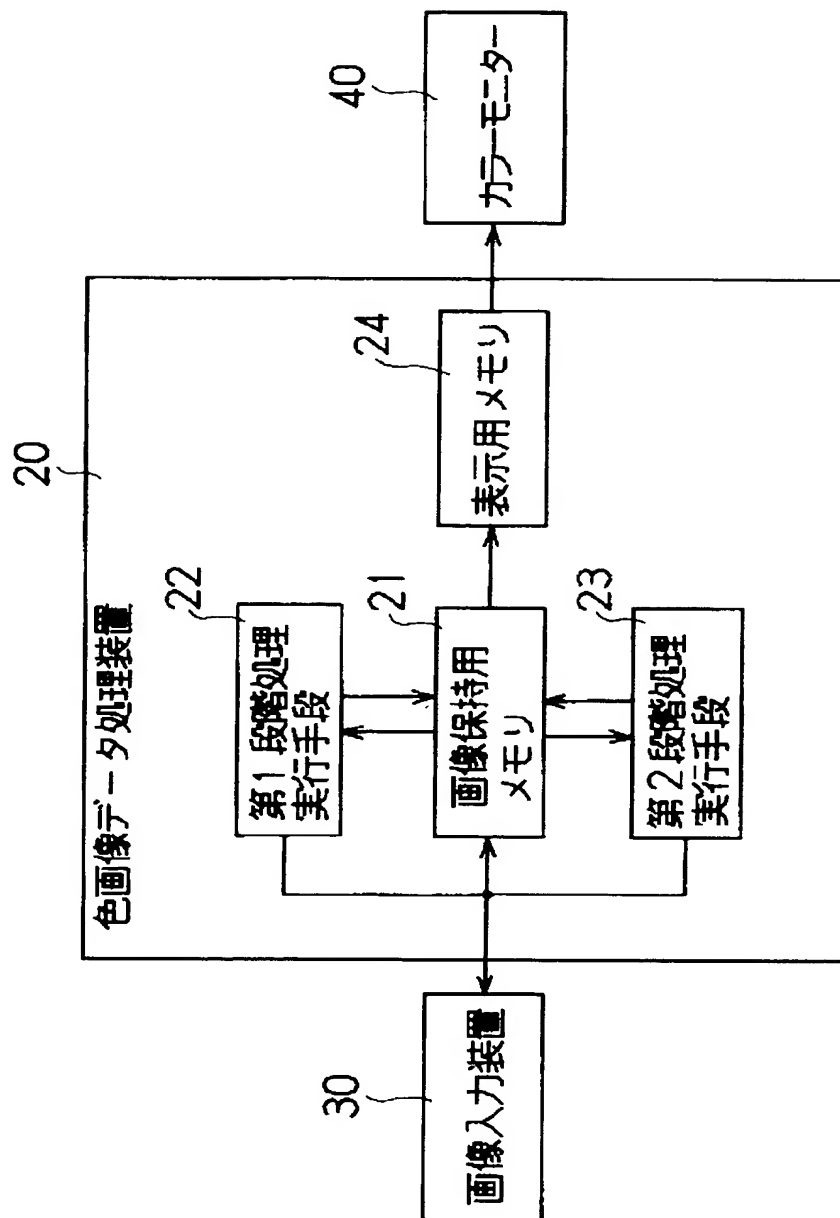 20
色画像データ処理装置
22
第1段階処理
実行手段
21
画像保持用
メモリ
23
第2段階処理
実行手段
24
表示用メモリ
30
画像入力装置
40
カラーモニター